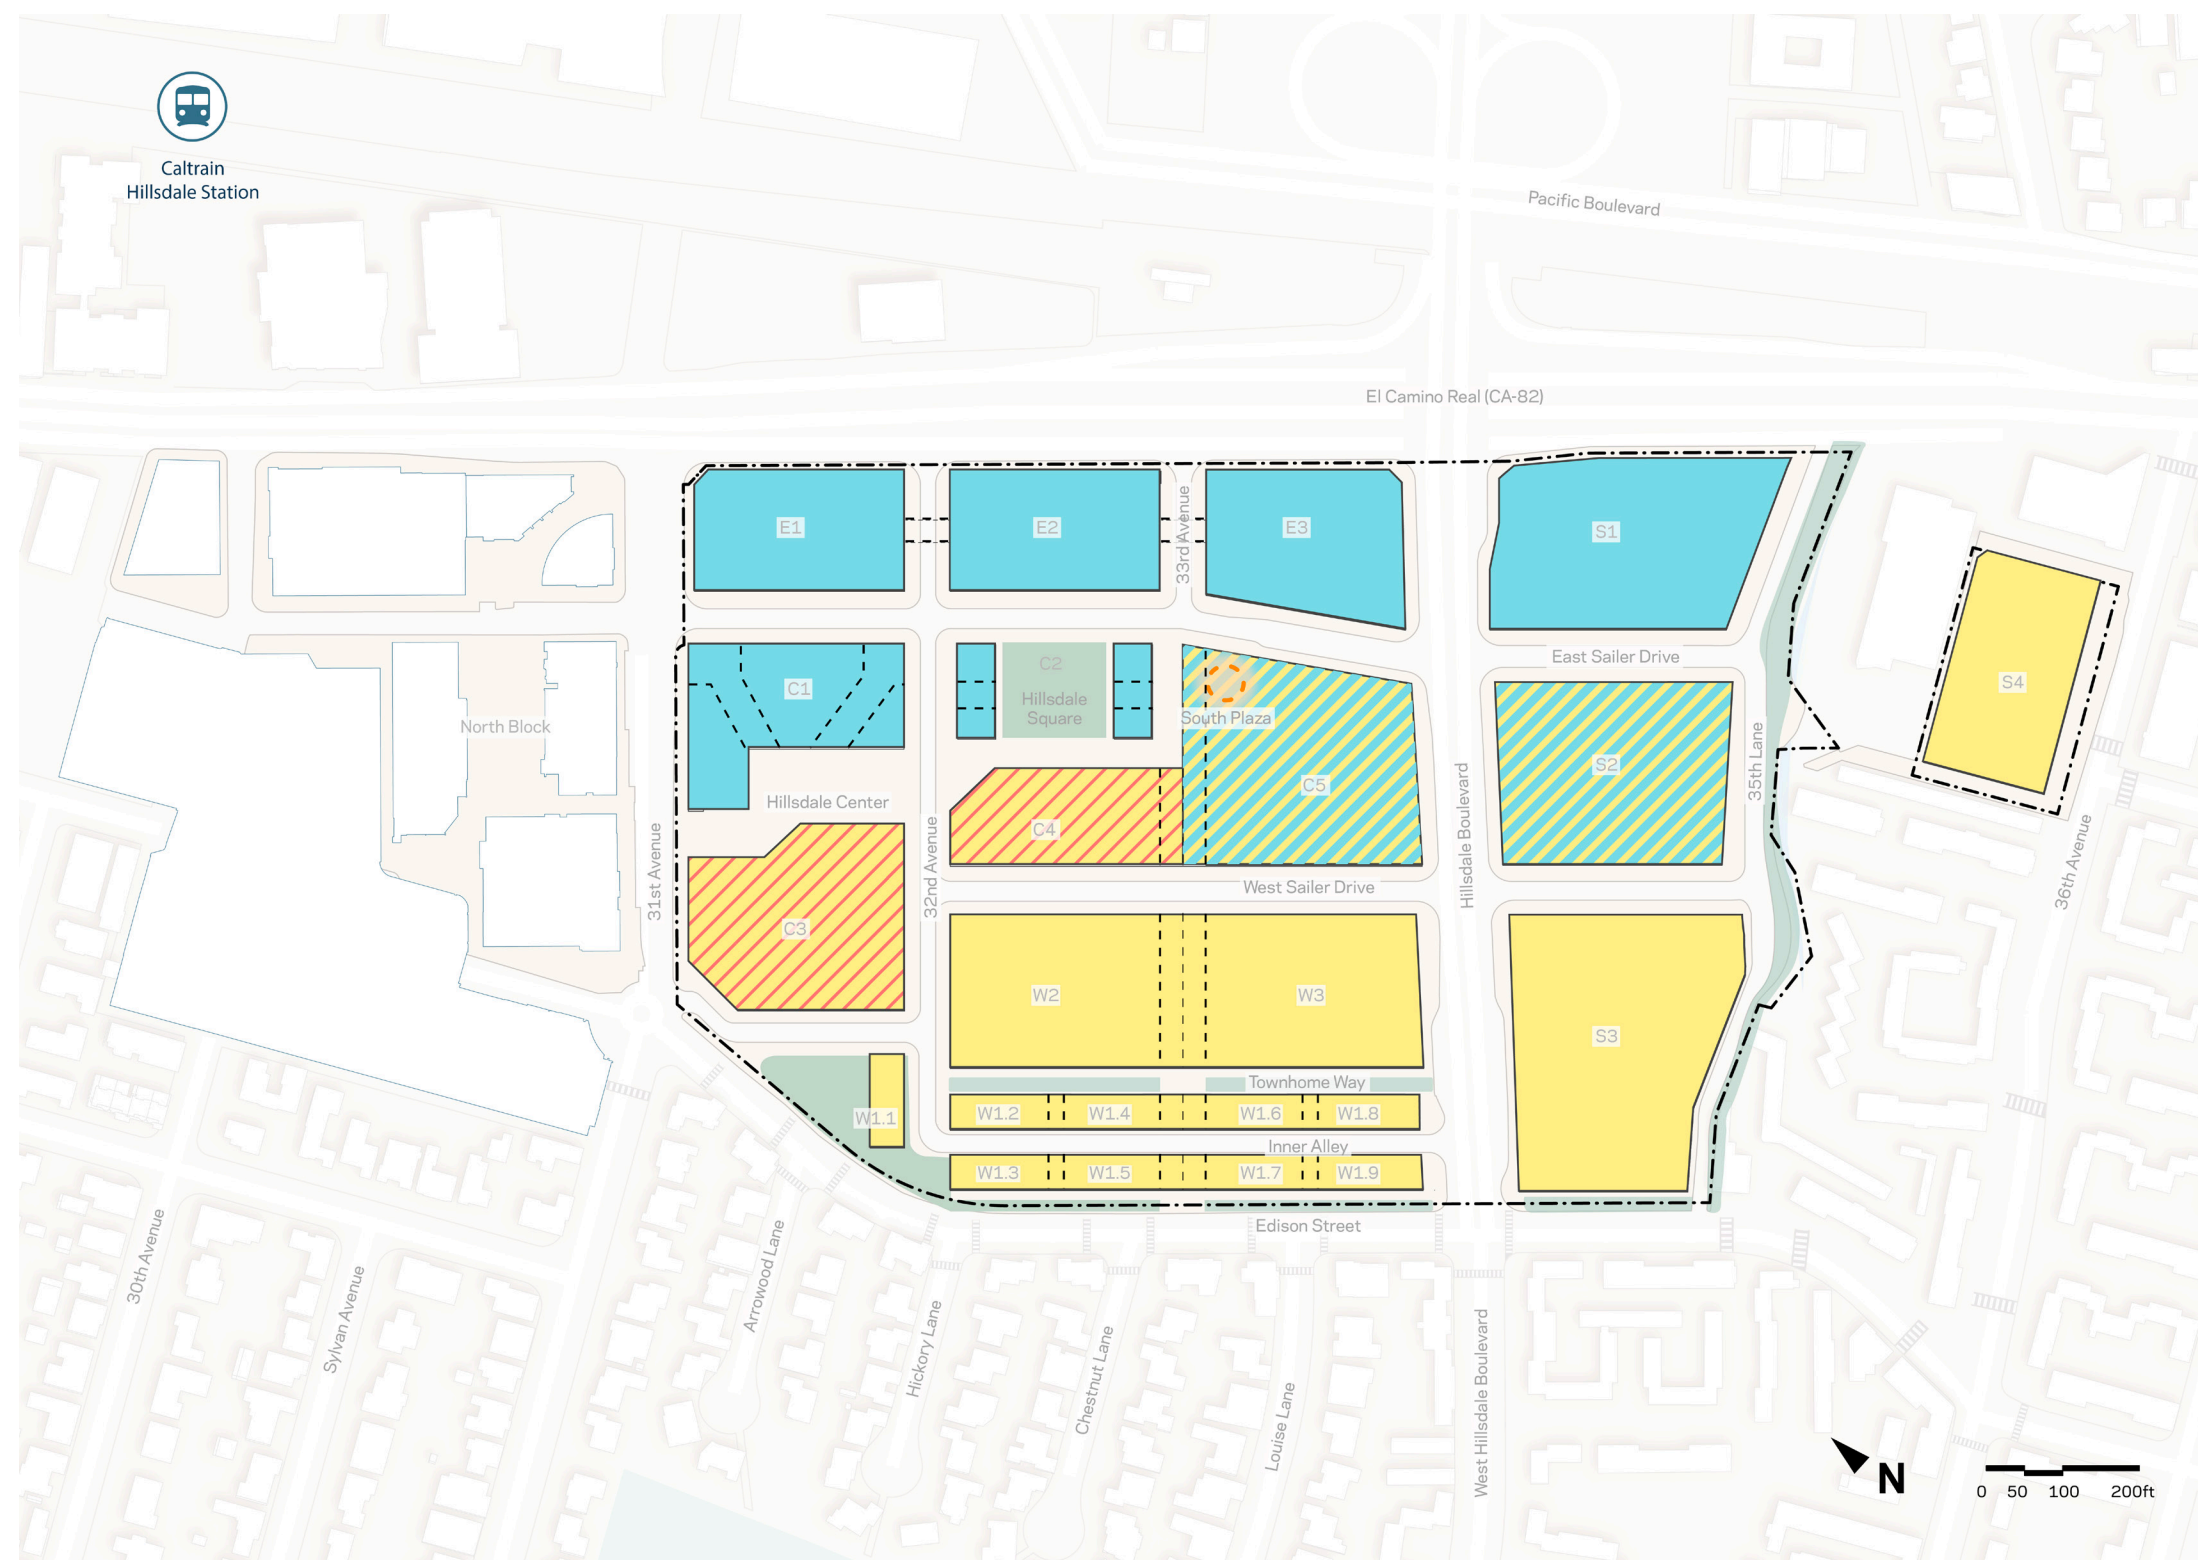 Caltrain
Hillsdale Station
Pacific Boulevard
El Camino Real (CA-82)
E1
E2
33rd Avenue
E3
S1
East Sailer Drive
C1
C2
Hillsdale
Square
South Plaza
S2
S4
North Block
35th Lane
C5
Hillsdale Center
C4
Hillsdale Boulevard
31st Avenue
32nd Avenue
36th Avenue
West Sailer Drive
C3
W2
W3
S3
Townhome Way
W1.1
W1.2
W1.4
W1.6
W1.8
Inner Alley
W1.3
W1.5
W1.7
W1.9
Edison Street
30th Avenue
Sylvan Avenue
Arrowood Lane
Hickory Lane
Chestnut Lane
Louise Lane
West Hillsdale Boulevard
N
0 50 100 200ft